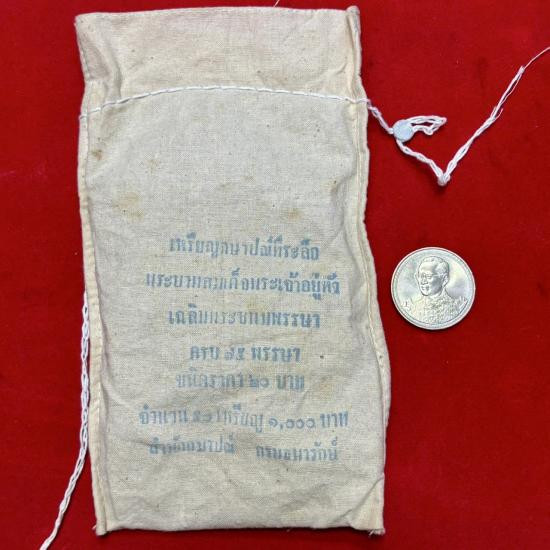 เหรียญกษาปณ์ที่ระลึก
พระบาทสมเด็จพระเจ้าอยู่หัว
เฉลิมพระชนมพรรษา
ครบ ๗๕ พรรษา
ชนิดราคา ๒๐ บาท
จำนวน ๕๐ เหรียญ ๑,๐๐๐ บาท
สำนักกษาปณ์ กรมธนารักษ์